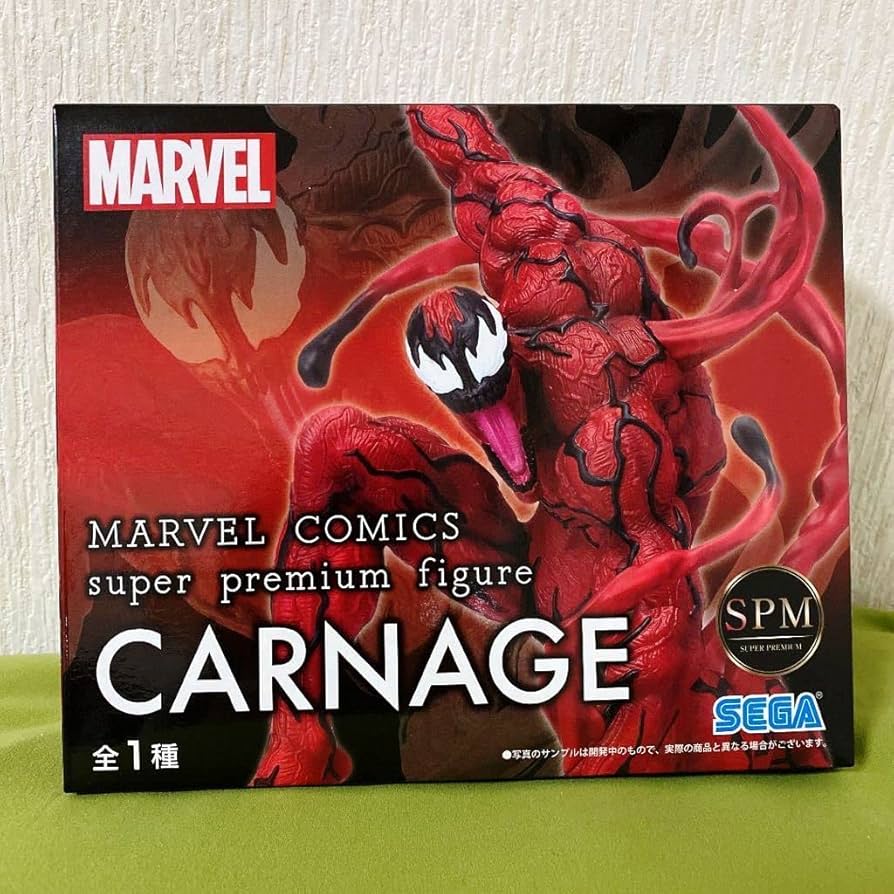 MARVEL
MARVEL COMICS
super premium figure
CARNAGE
SPM
SUPER PREMIUM
SEGA®
全1種
●写真のサンプルは開発中のもので、実際の商品と異なる場合がございます。